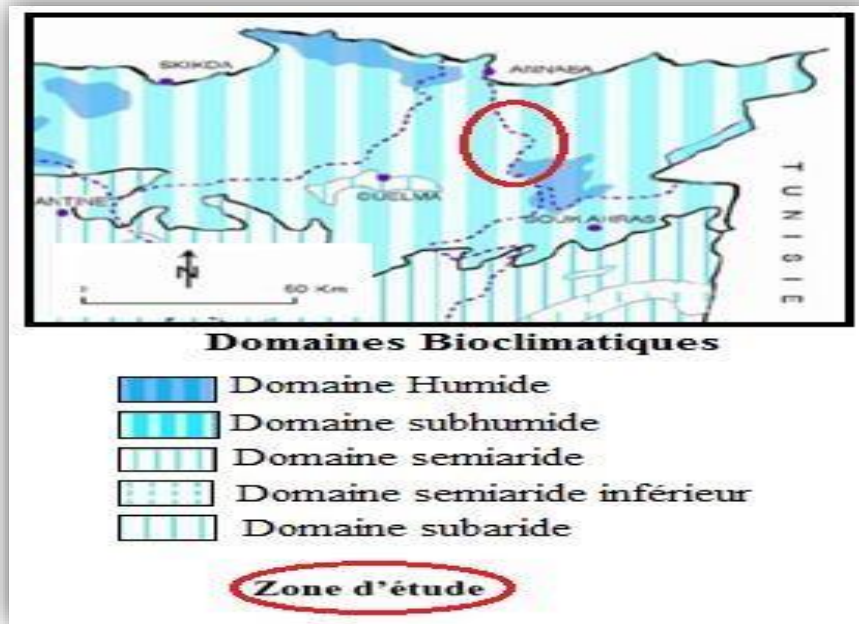 SKIKDA
ANNABA
GUELMA
ANTINE
SOUK AHRAS
TUNISIE
N
60 Km
Domaines Bioclimatiques
Domaine Humide
Domaine subhumide
Domaine semiaride
Domaine semiaride inférieur
Domaine subaride
Zone d'étude